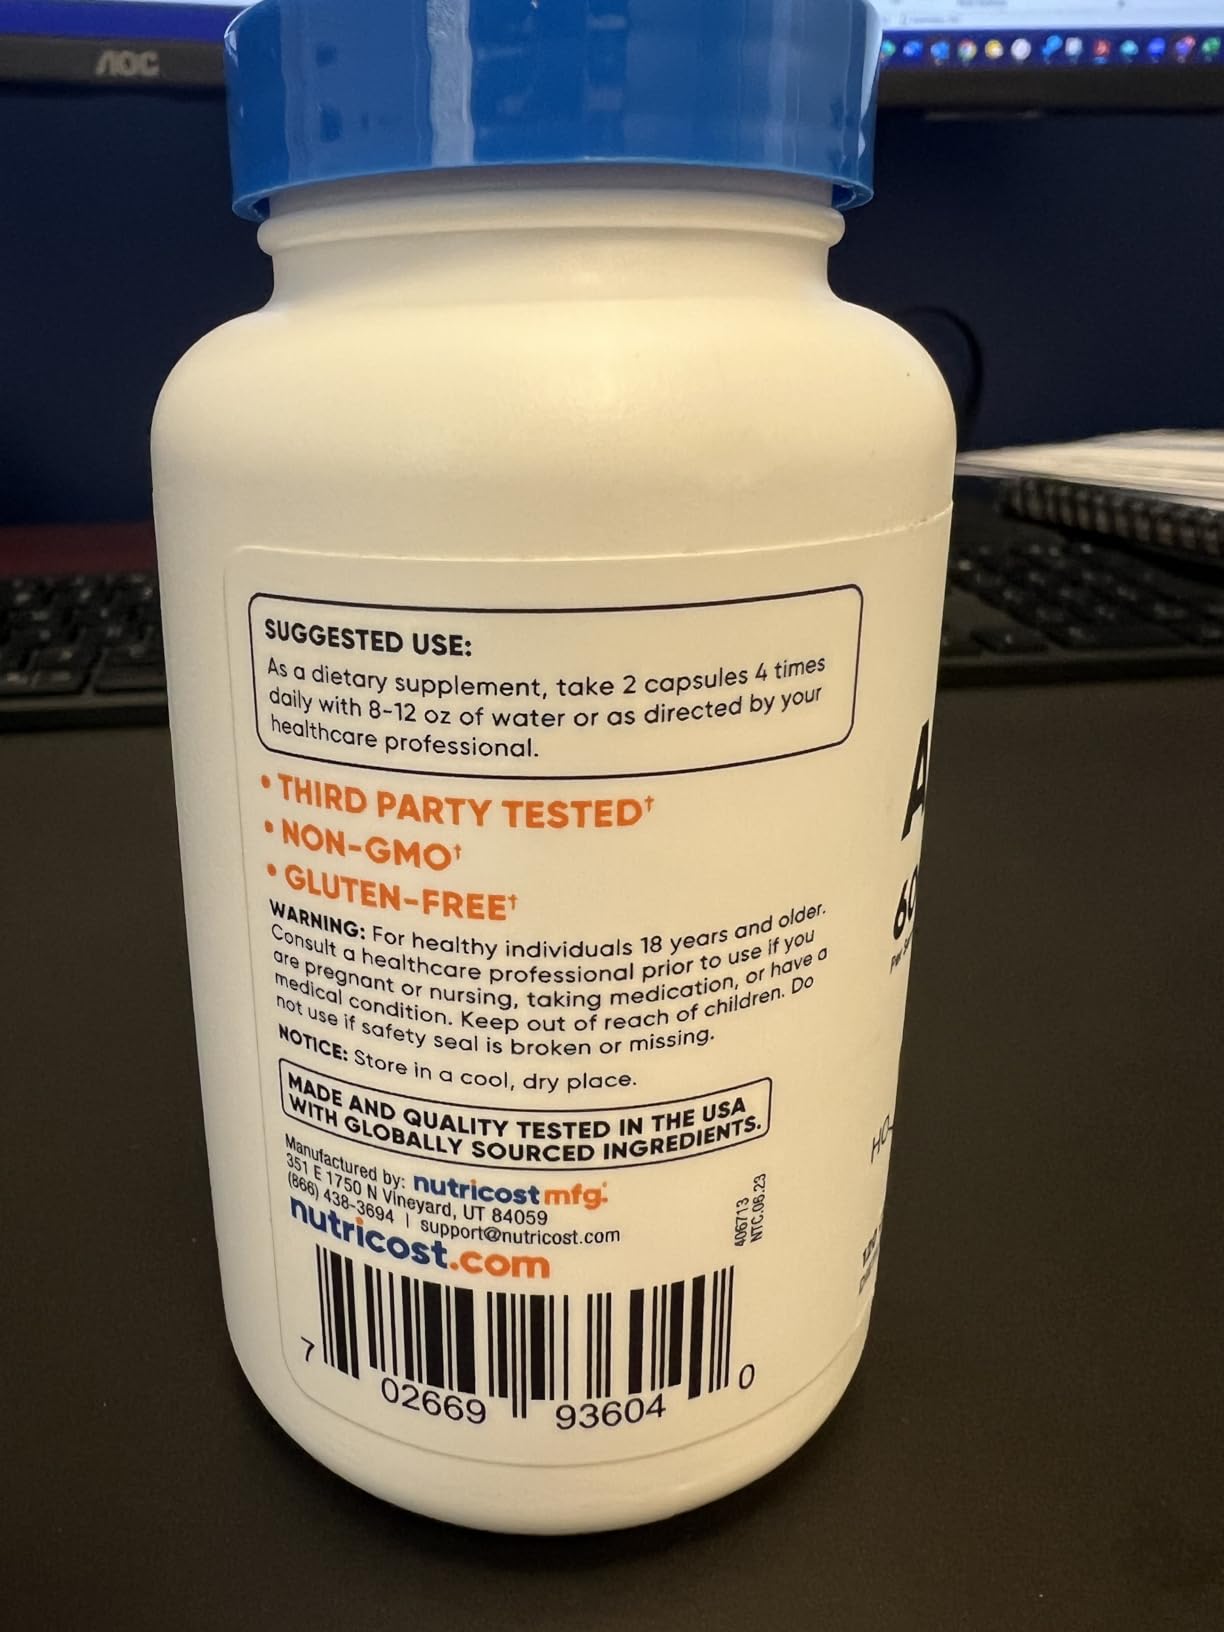 AOC
SUGGESTED USE:
As a dietary supplement, take 2 capsules 4 times
daily with 8-12 oz of water or as directed by your
healthcare professional.
• THIRD PARTY TESTED†
• NON-GMO†
• GLUTEN-FREE†
WARNING: For healthy individuals 18 years and older.
Consult a healthcare professional prior to use if you
are pregnant or nursing, taking medication, or have a
medical condition. Keep out of reach of children. Do
not use if safety seal is broken or missing.
NOTICE: Store in a cool, dry place.
MADE AND QUALITY TESTED IN THE USA
WITH GLOBALLY SOURCED INGREDIENTS.
Manufactured by: nutricost mfg.
351 E 1750 N Vineyard, UT 84059
(866) 438-3694 | support@nutricost.com
nutricost.com
406713
NTC.06.23
7 02669 93604 0